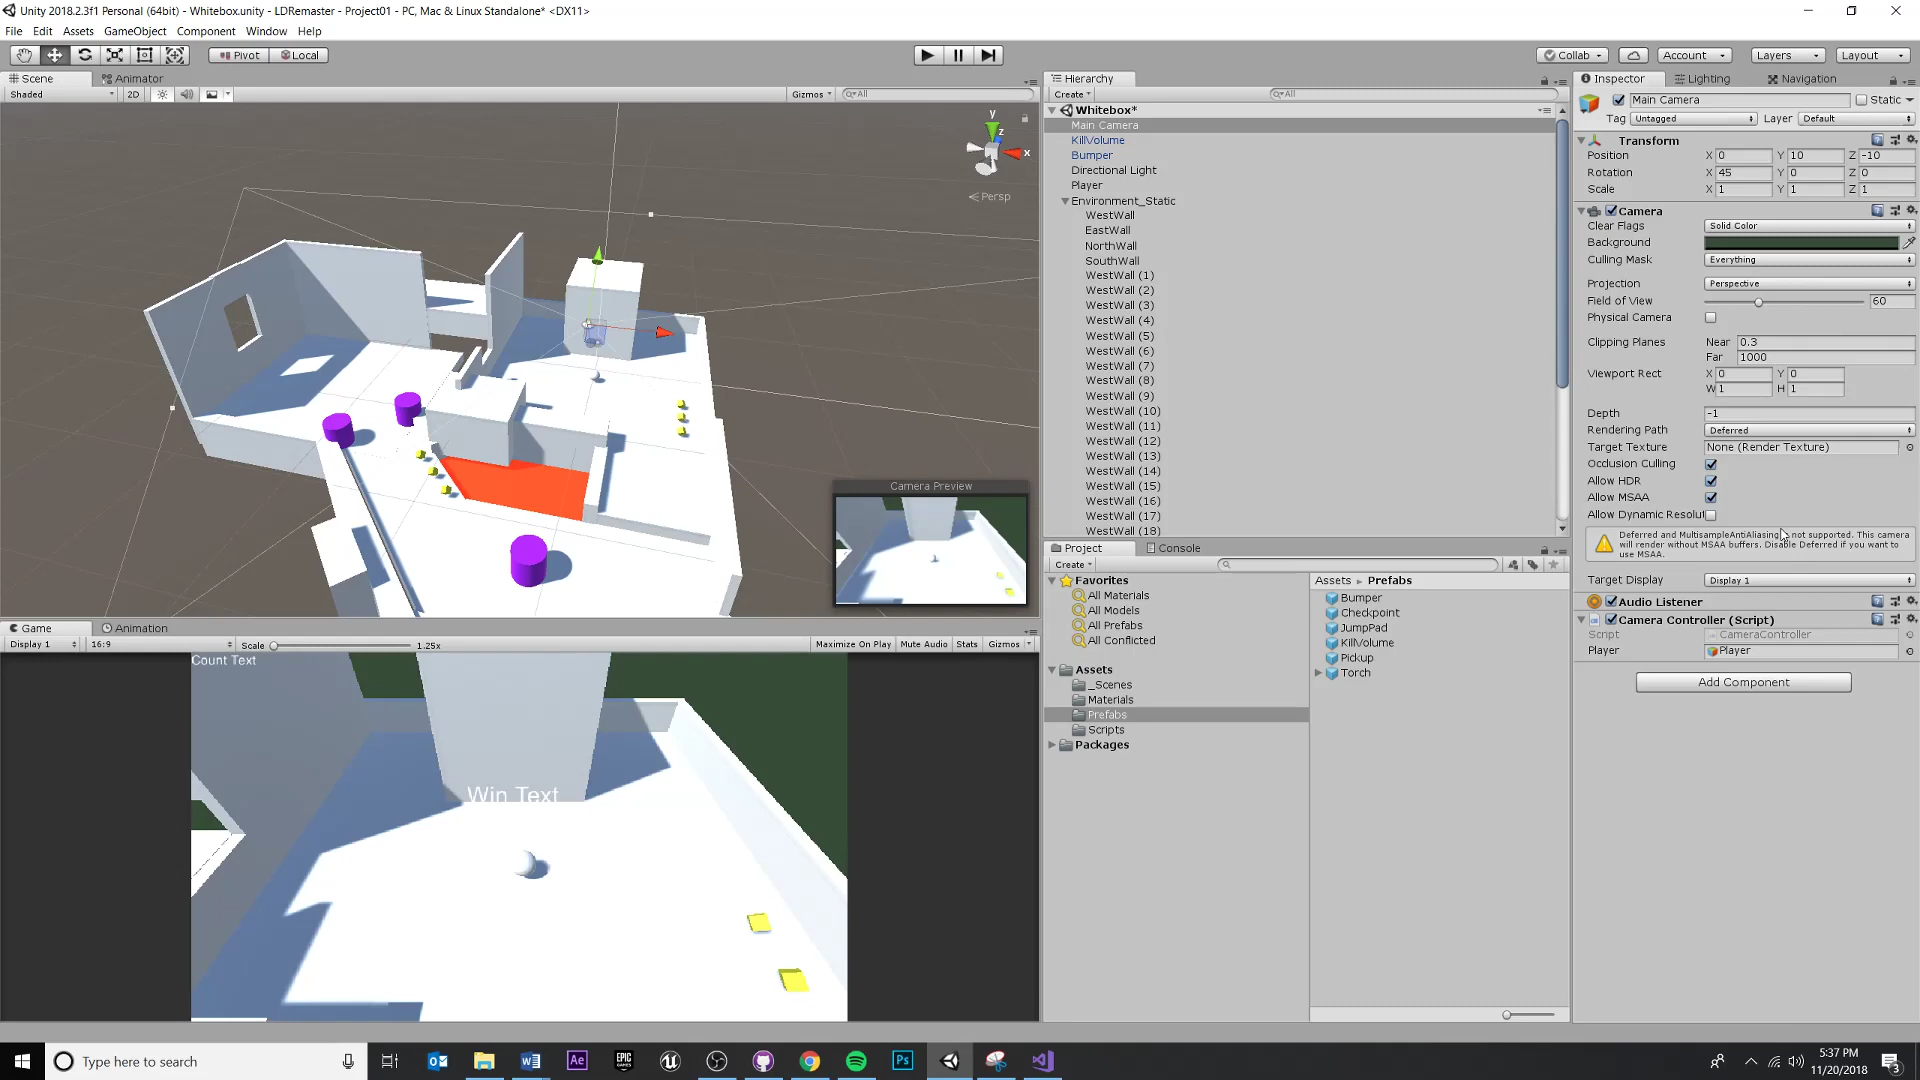 Unity 2018.2.3f1 Personal (64bit) - Whitebox.unity - LDRemaster - Project01 - PC, Mac & Linux Standalone* <DX11>
File Edit Assets GameObject Component Window Help
Pivot Local Collab Account Layers Layout
Scene Animator
Shaded 2D Gizmos All
y
z
x
Persp
Camera Preview
Game Animation
Display 1 16:9 Scale 1.25x Maximize On Play Mute Audio Stats Gizmos
Count Text
Win Text
Hierarchy
Create All
Whitebox*
Main Camera
KillVolume
Bumper
Directional Light
Player
Environment_Static
WestWall
EastWall
NorthWall
SouthWall
WestWall (1)
WestWall (2)
WestWall (3)
WestWall (4)
WestWall (5)
WestWall (6)
WestWall (7)
WestWall (8)
WestWall (9)
WestWall (10)
WestWall (11)
WestWall (12)
WestWall (13)
WestWall (14)
WestWall (15)
WestWall (16)
WestWall (17)
WestWall (18)
Project Console
Create
Favorites
All Materials
All Models
All Prefabs
All Conflicted
Assets
_Scenes
Materials
Prefabs
Scripts
Packages
Assets Prefabs
Bumper
Checkpoint
JumpPad
KillVolume
Pickup
Torch
Inspector Lighting Navigation
Main Camera Static
Tag Untagged Layer Default
Transform
Position X 0 Y 10 Z -10
Rotation X 45 Y 0 Z 0
Scale X 1 Y 1 Z 1
Camera
Clear Flags Solid Color
Background
Culling Mask Everything
Projection Perspective
Field of View 60
Physical Camera
Clipping Planes Near 0.3
Far 1000
Viewport Rect X 0 Y 0
W 1 H 1
Depth -1
Rendering Path Deferred
Target Texture None (Render Texture)
Occlusion Culling
Allow HDR
Allow MSAA
Allow Dynamic Resolut
Deferred and MultisampleAntiAliasing not supported. This camera
will render without MSAA buffers. Disable Deferred if you want to
use MSAA.
Target Display Display 1
Audio Listener
Camera Controller (Script)
Script CameraController
Player Player
Add Component
Type here to search
Ae EPIC GAMES Ps
5:37 PM
11/20/2018
3